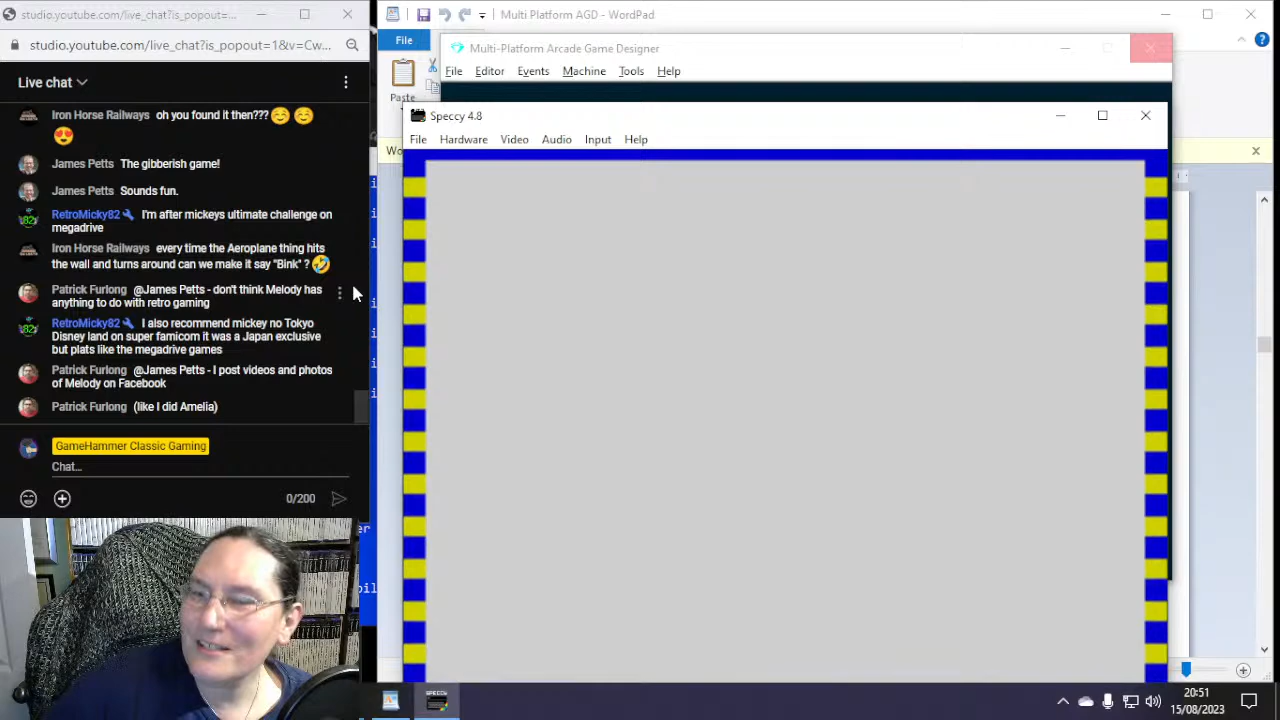 studio.youtube.com/live_chat?is_popout=...
studio.youtube.com/live_chat?is_popout=1&v=Cw...
Live chat
Iron Horse Railways oh you found it then???
James Petts The gibberish game!
James Petts Sounds fun.
RetroMicky82 I'm after mickeys ultimate challenge on
megadrive
Iron Horse Railways every time the Aeroplane thing hits
the wall and turns around can we make it say "Bink" ?
Patrick Furlong @James Petts - don't think Melody has
anything to do with retro gaming
RetroMicky82 I also recommend mickey no Tokyo
Disney land on super famicom it was a Japan exclusive
but plats like the megadrive games
Patrick Furlong @James Petts - I post videos and photos
of Melody on Facebook
Patrick Furlong (like I did Amelia)
GameHammer Classic Gaming
Chat...
0/200
Multi Platform AGD - WordPad
File
Paste
Multi-Platform Arcade Game Designer
File Editor Events Machine Tools Help
Speccy 4.8
File Hardware Video Audio Input Help
SPECCY
20:51
15/08/2023